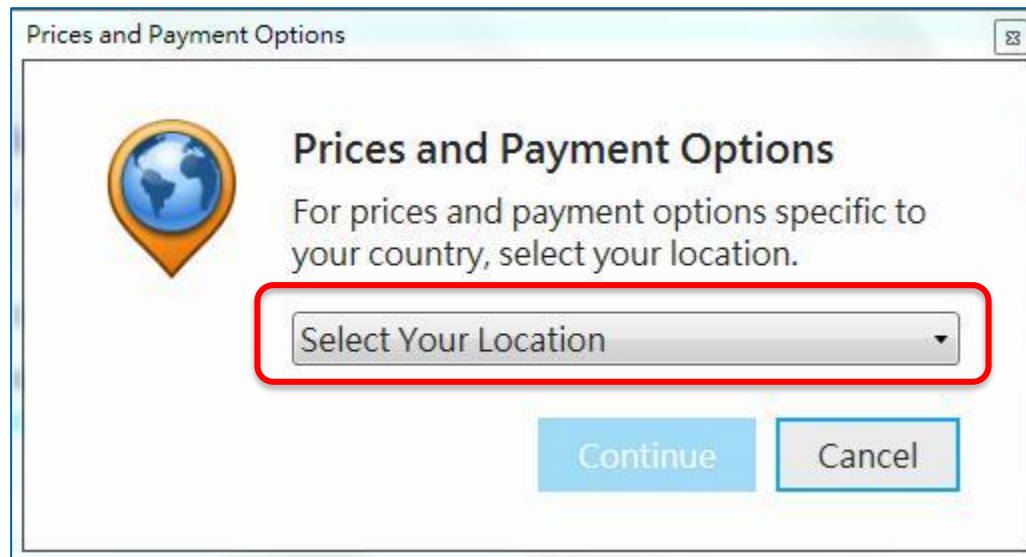 Prices and Payment Options
Prices and Payment Options
For prices and payment options specific to
your country, select your location.
Select Your Location
Continue
Cancel